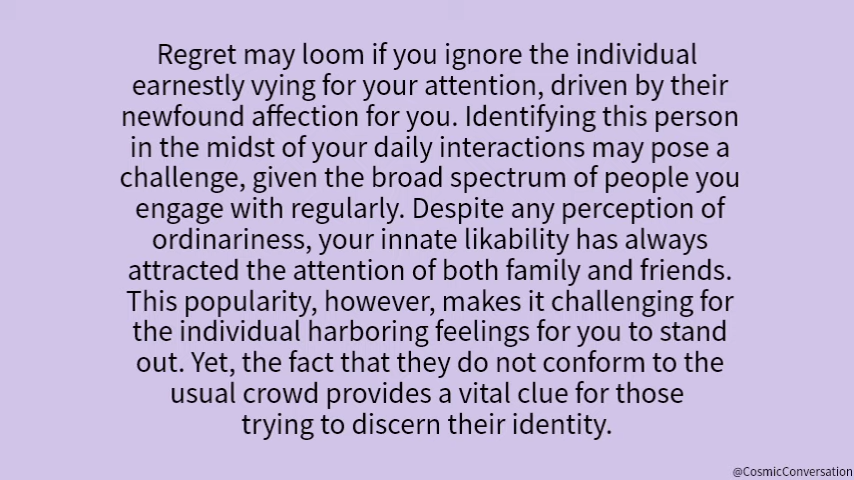 Regret may loom if you ignore the individual
earnestly vying for your attention, driven by their
newfound affection for you. Identifying this person
in the midst of your daily interactions may pose a
challenge, given the broad spectrum of people you
engage with regularly. Despite any perception of
ordinariness, your innate likability has always
attracted the attention of both family and friends.
This popularity, however, makes it challenging for
the individual harboring feelings for you to stand
out. Yet, the fact that they do not conform to the
usual crowd provides a vital clue for those
trying to discern their identity.
@CosmicConversation